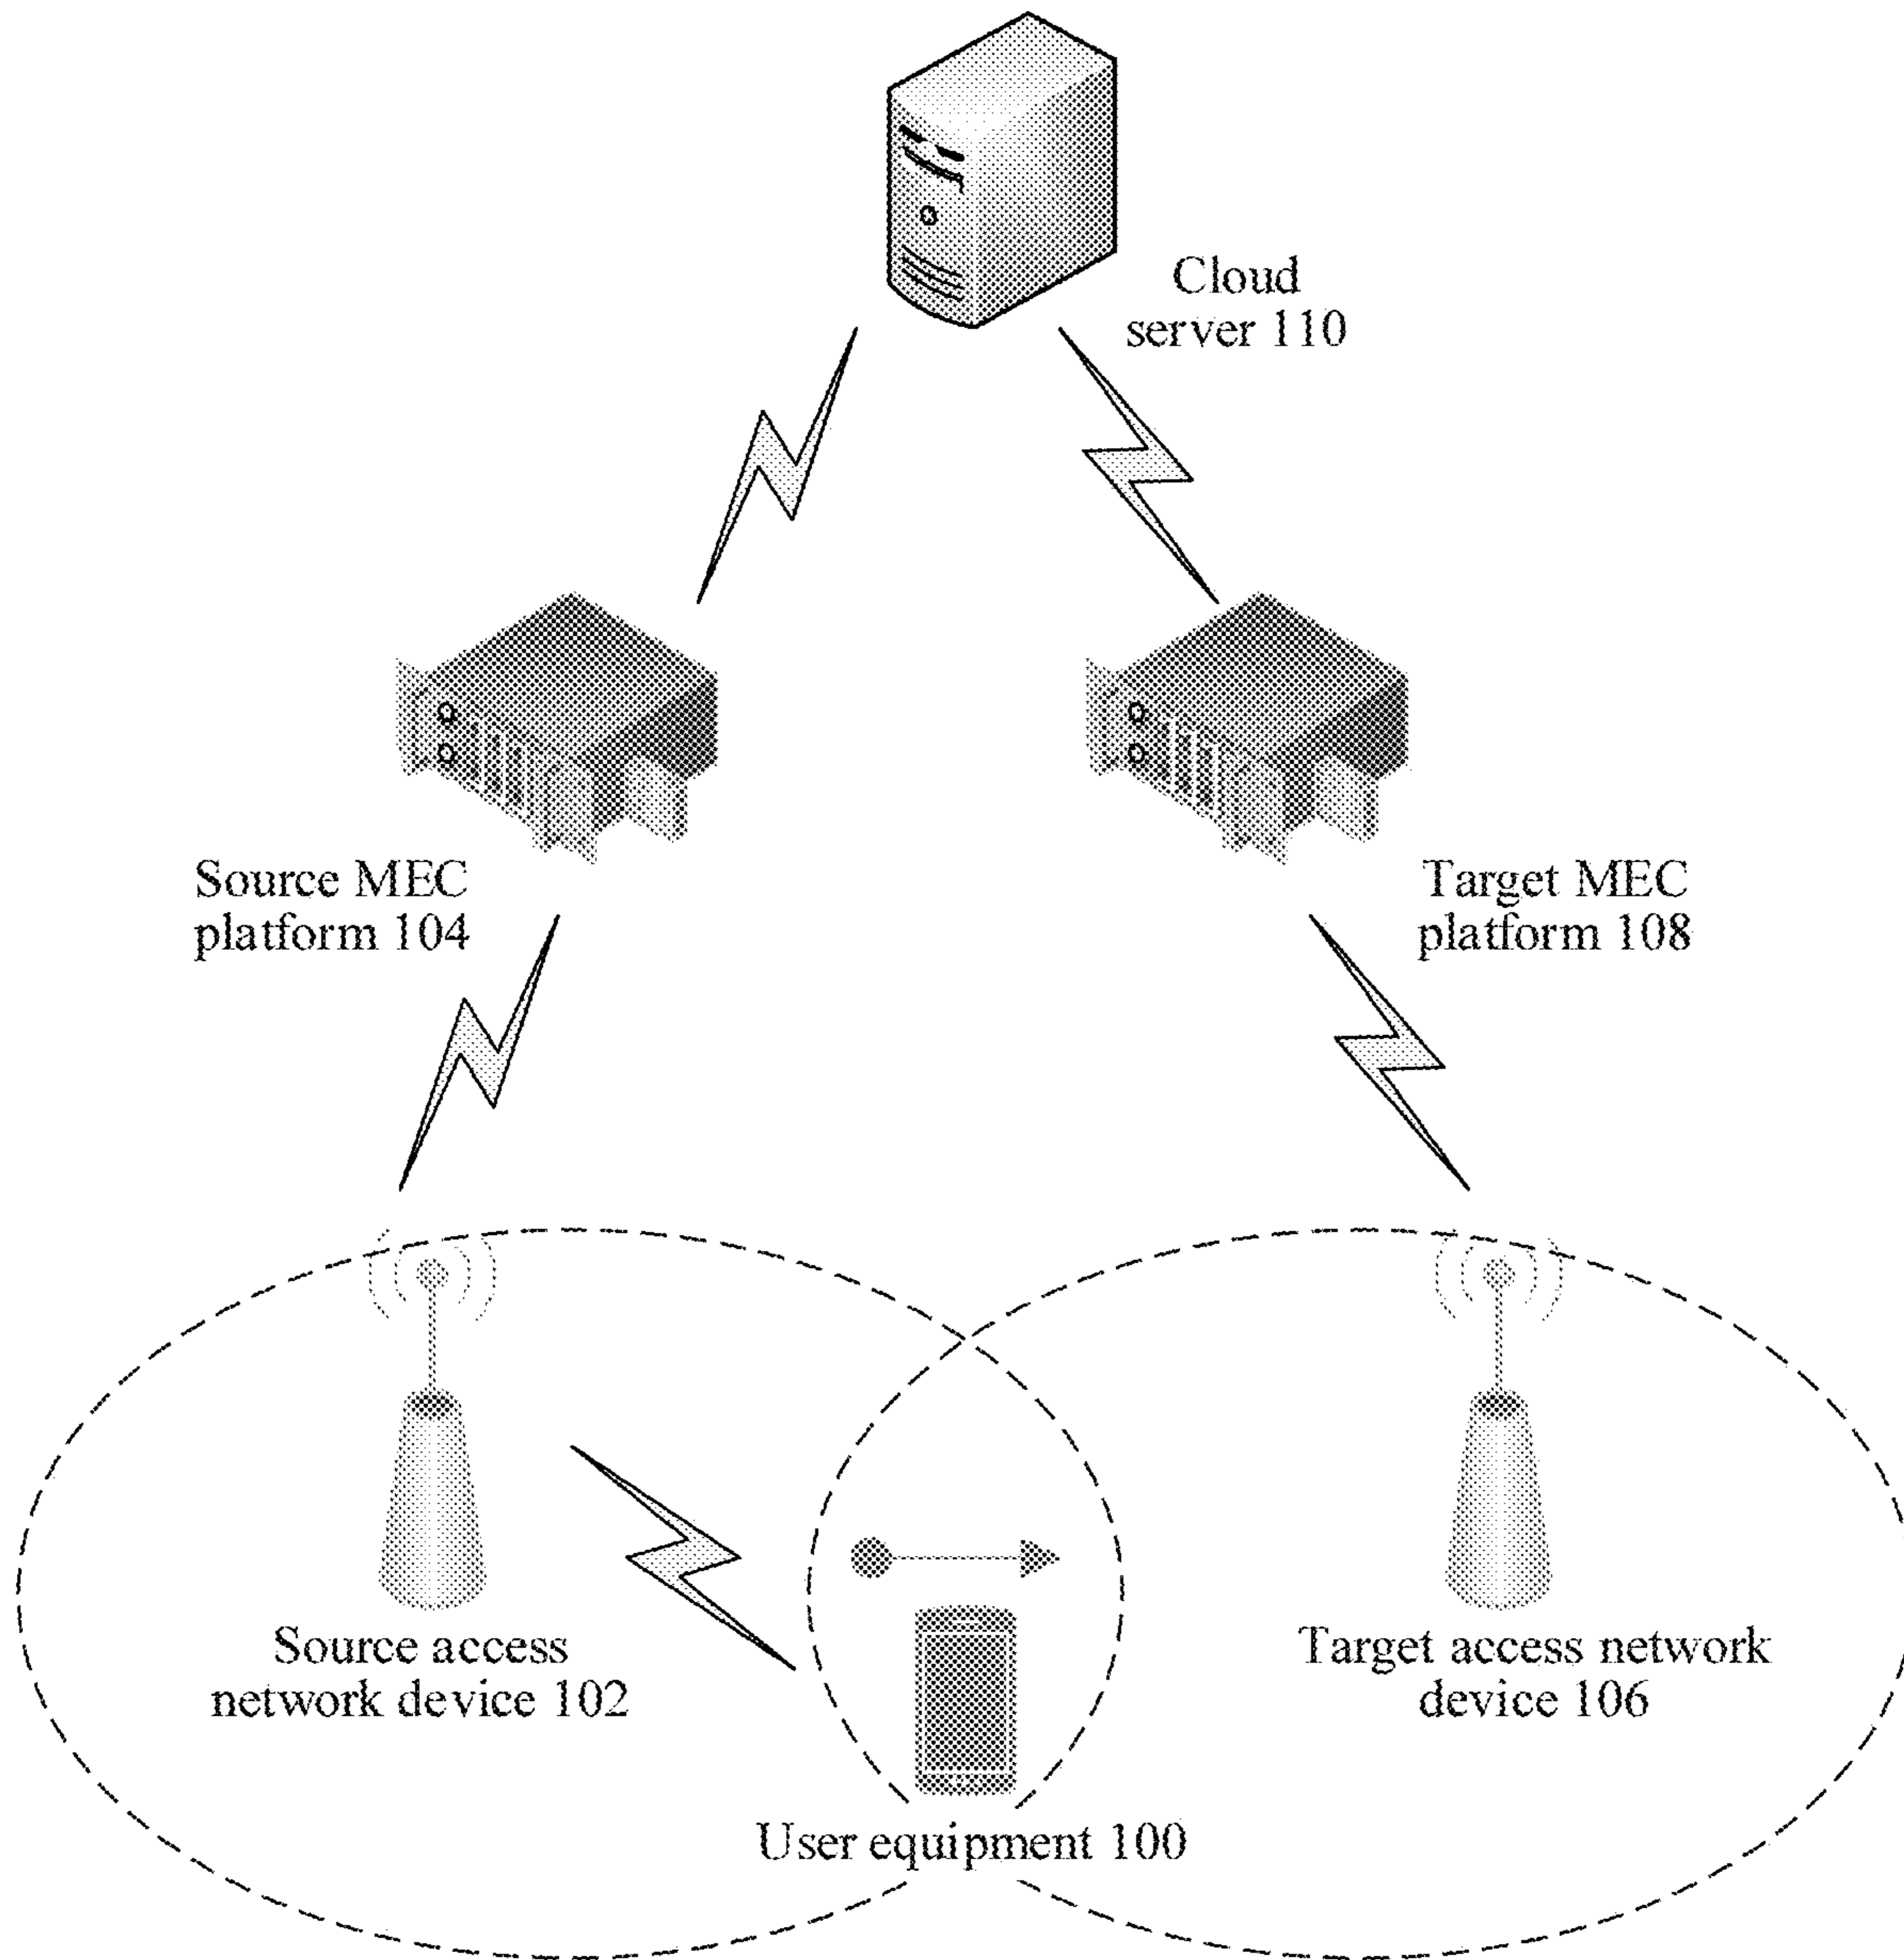 Cloud
server 110
Source MEC
platform 104
Target MEC
platform 108
Source access
network device 102
Target access network
device 106
User equipment 100